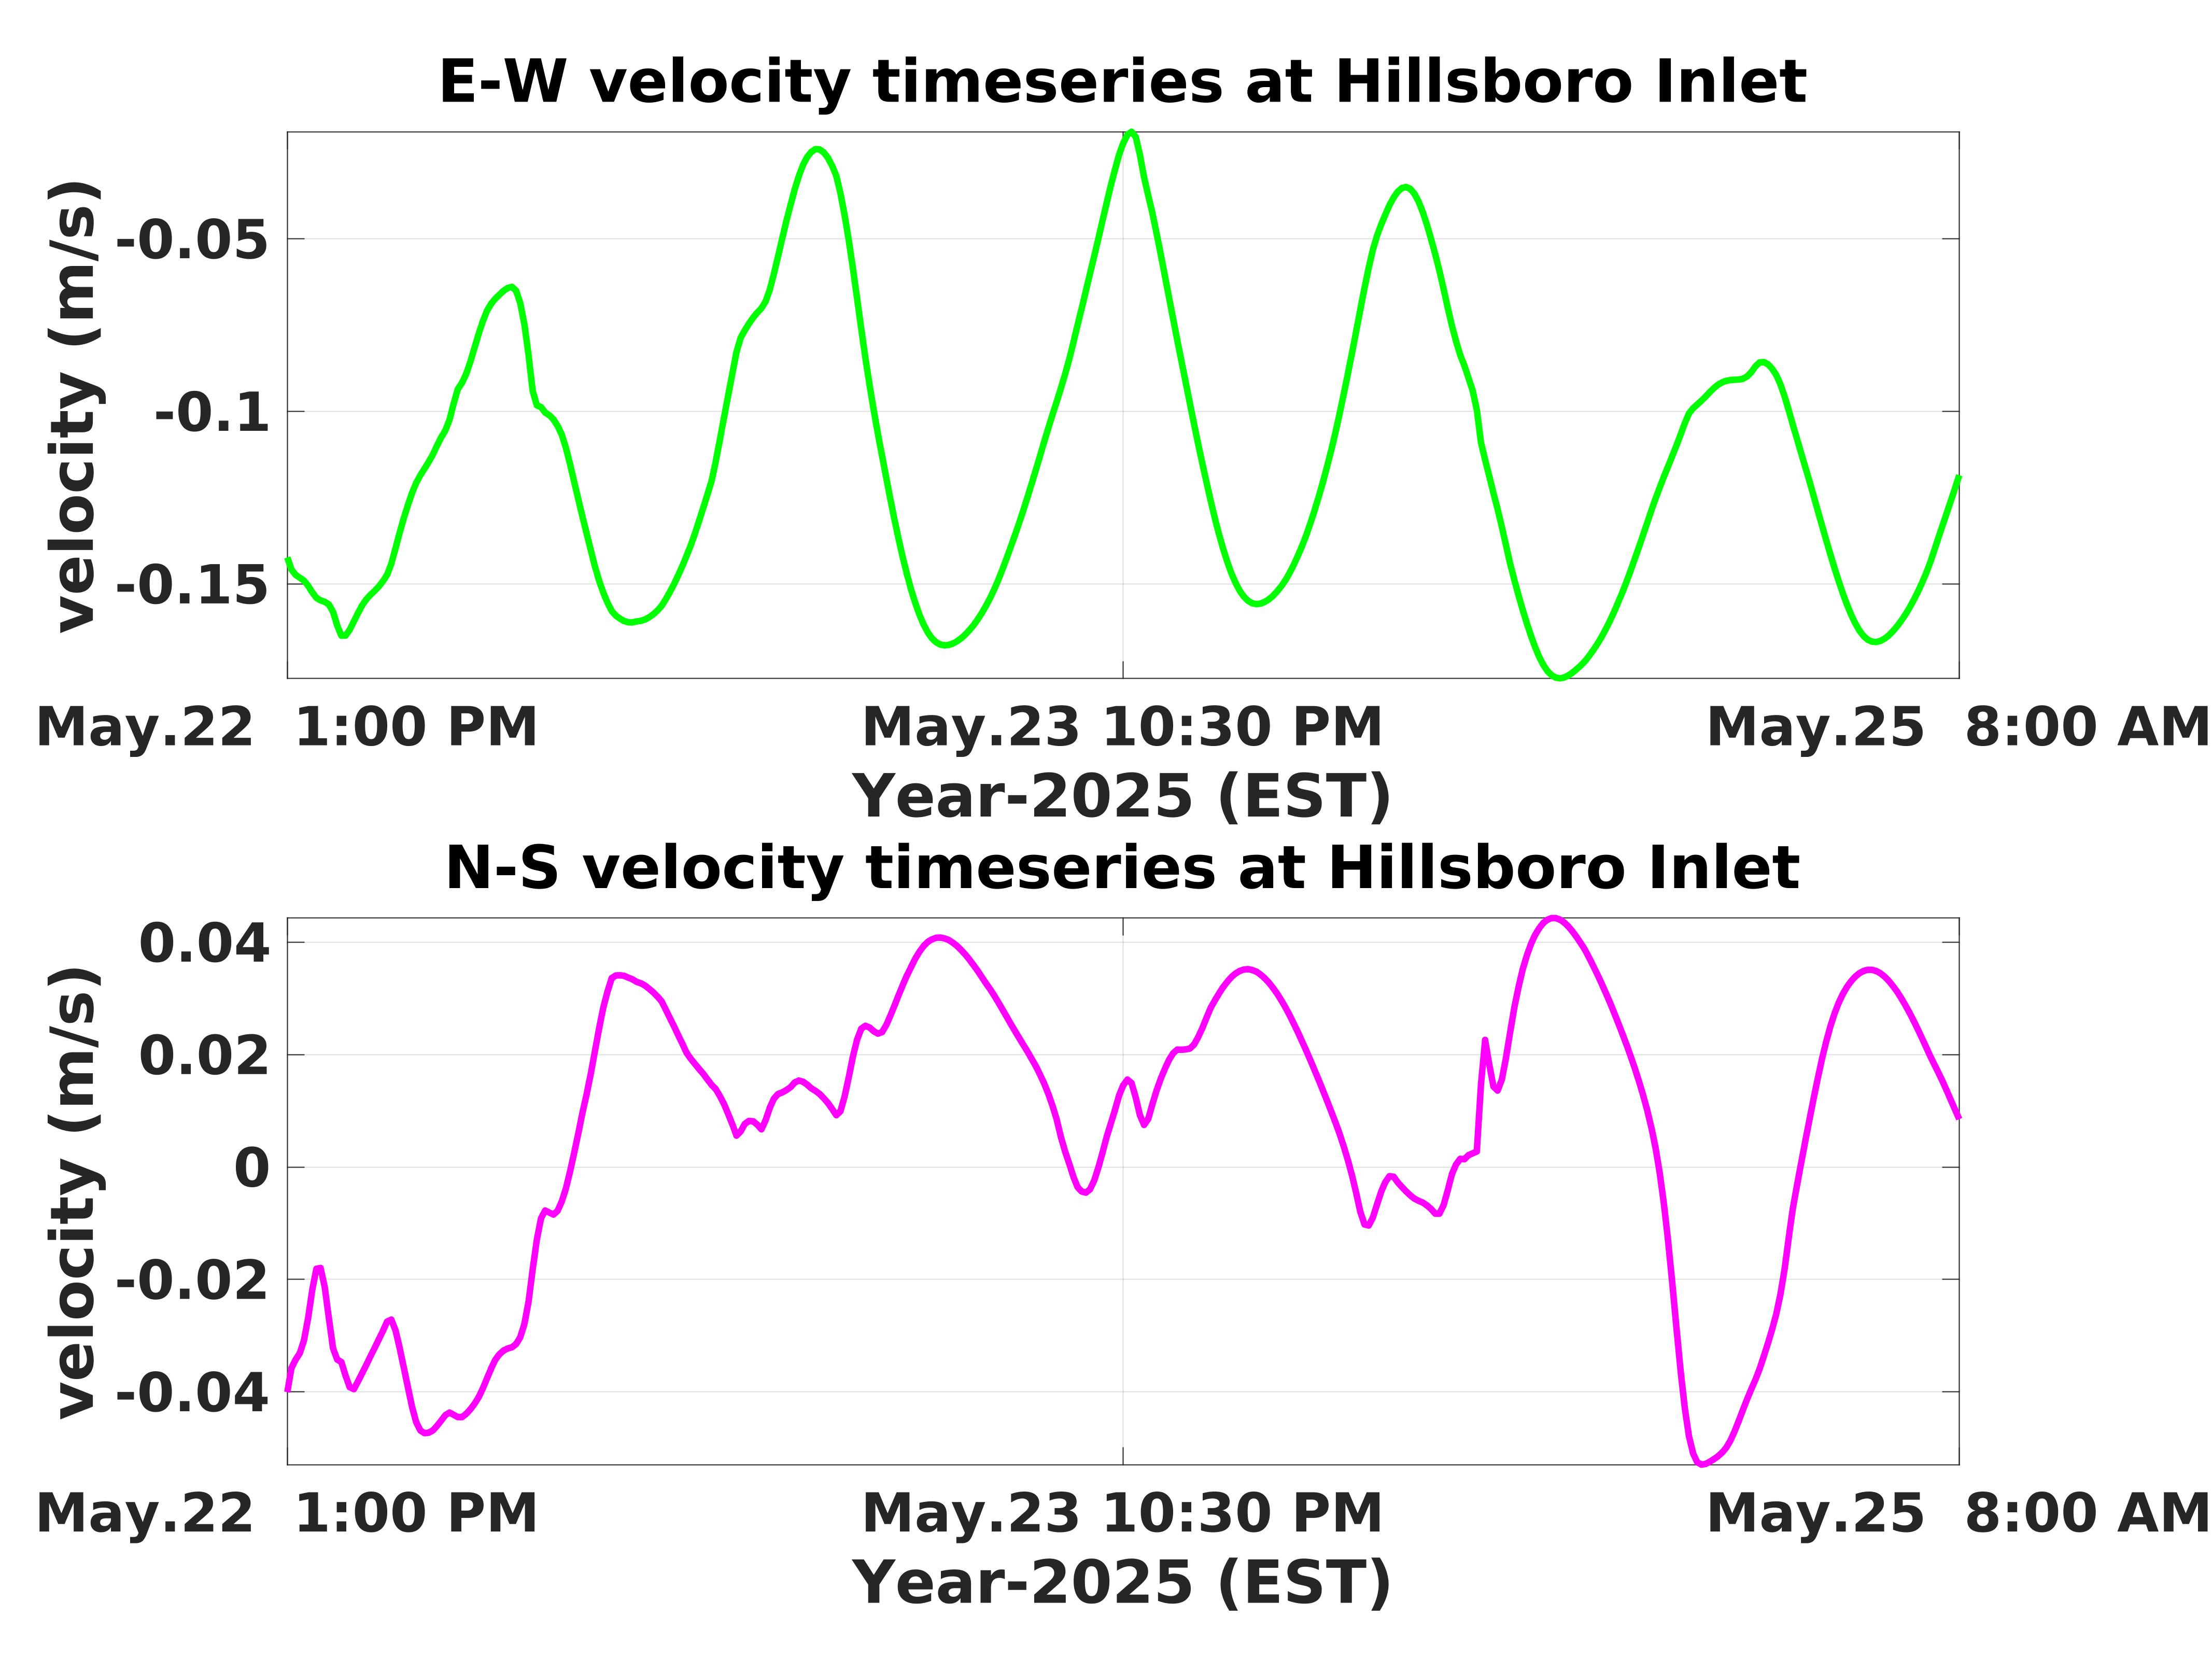 E-W velocity timeseries at Hillsboro Inlet
velocity (m/s)
-0.05
-0.1
-0.15
May.22  1:00 PM May.23 10:30 PM May.25  8:00 AM
Year-2025 (EST)
N-S velocity timeseries at Hillsboro Inlet
velocity (m/s)
0.04
0.02
0
-0.02
-0.04
May.22  1:00 PM May.23 10:30 PM May.25  8:00 AM
Year-2025 (EST)